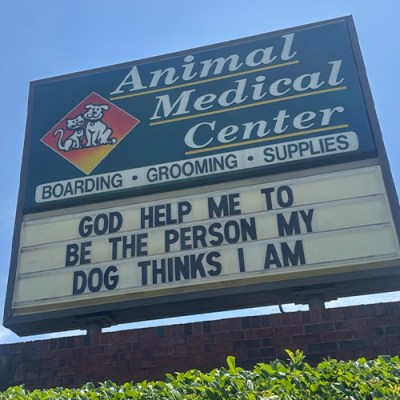 Animal
Medical
Center
BOARDING • GROOMING • SUPPLIES
GOD HELP ME TO
BE THE PERSON MY
DOG THINKS I AM